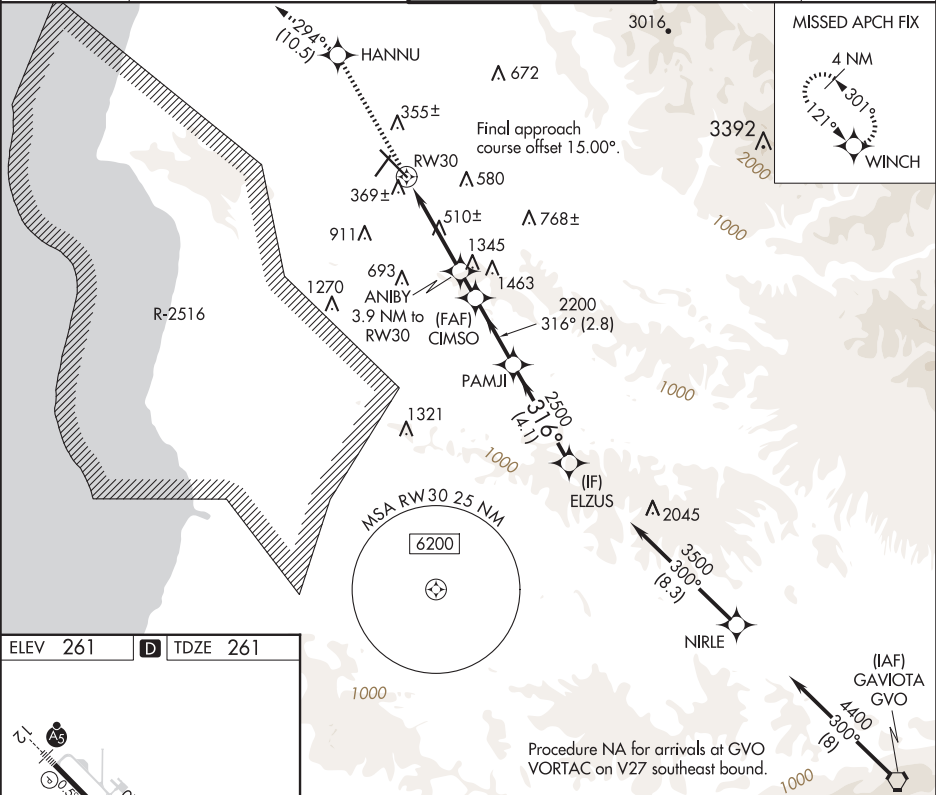 294°
(10.5)
HANNU
3016
672
MISSED APCH FIX
4 NM
301°
121°
WINCH
355±
Final approach
course offset 15.00°.
3392
2000
RW30
369±
580
510±
768±
1000
911
1345
693
1463
1270
ANIBY
3.9 NM to
RW30
(FAF)
CIMSO
2200
316° (2.8)
R-2516
PAMJI
2500
316°
(4.1)
1000
1321
1000
(IF)
ELZUS
MSA RW30 25 NM
6200
2045
3500
300°
(8.3)
NIRLE
ELEV 261
D
TDZE 261
1000
(IAF)
GAVIOTA
GVO
4400
300°
(8)
12
A5
P
Procedure NA for arrivals at GVO
VORTAC on V27 southeast bound.
1000